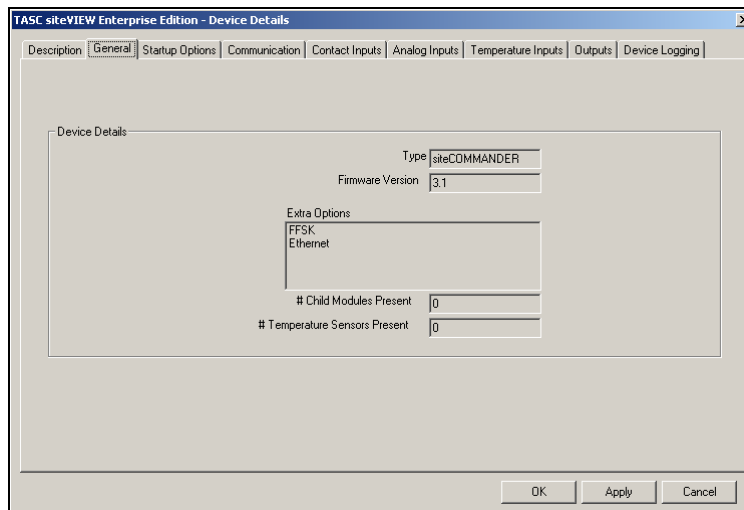 TASC siteVIEW Enterprise Edition - Device Details
Description General Startup Options Communication Contact Inputs Analog Inputs Temperature Inputs Outputs Device Logging
Device Details
Type siteCOMMANDER
Firmware Version 3.1
Extra Options
FFSK
Ethernet
# Child Modules Present 0
# Temperature Sensors Present 0
OK Apply Cancel